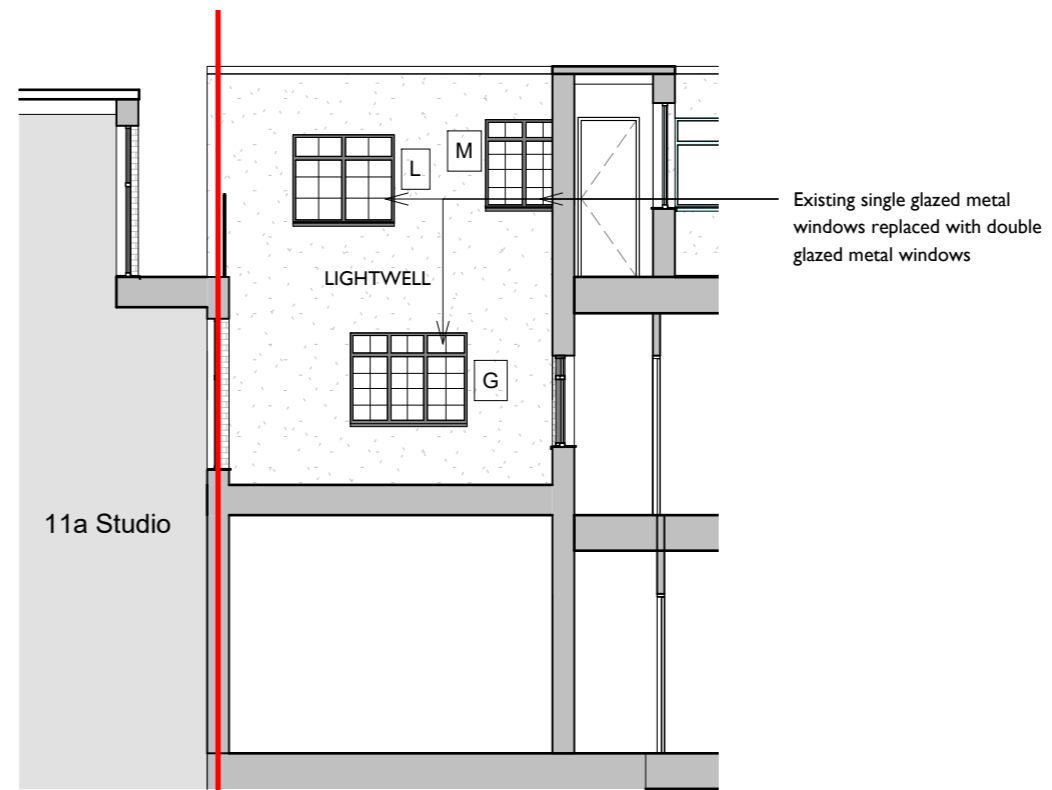 M
L
Existing single glazed metal
windows replaced with double
glazed metal windows
LIGHTWELL
G
11a Studio